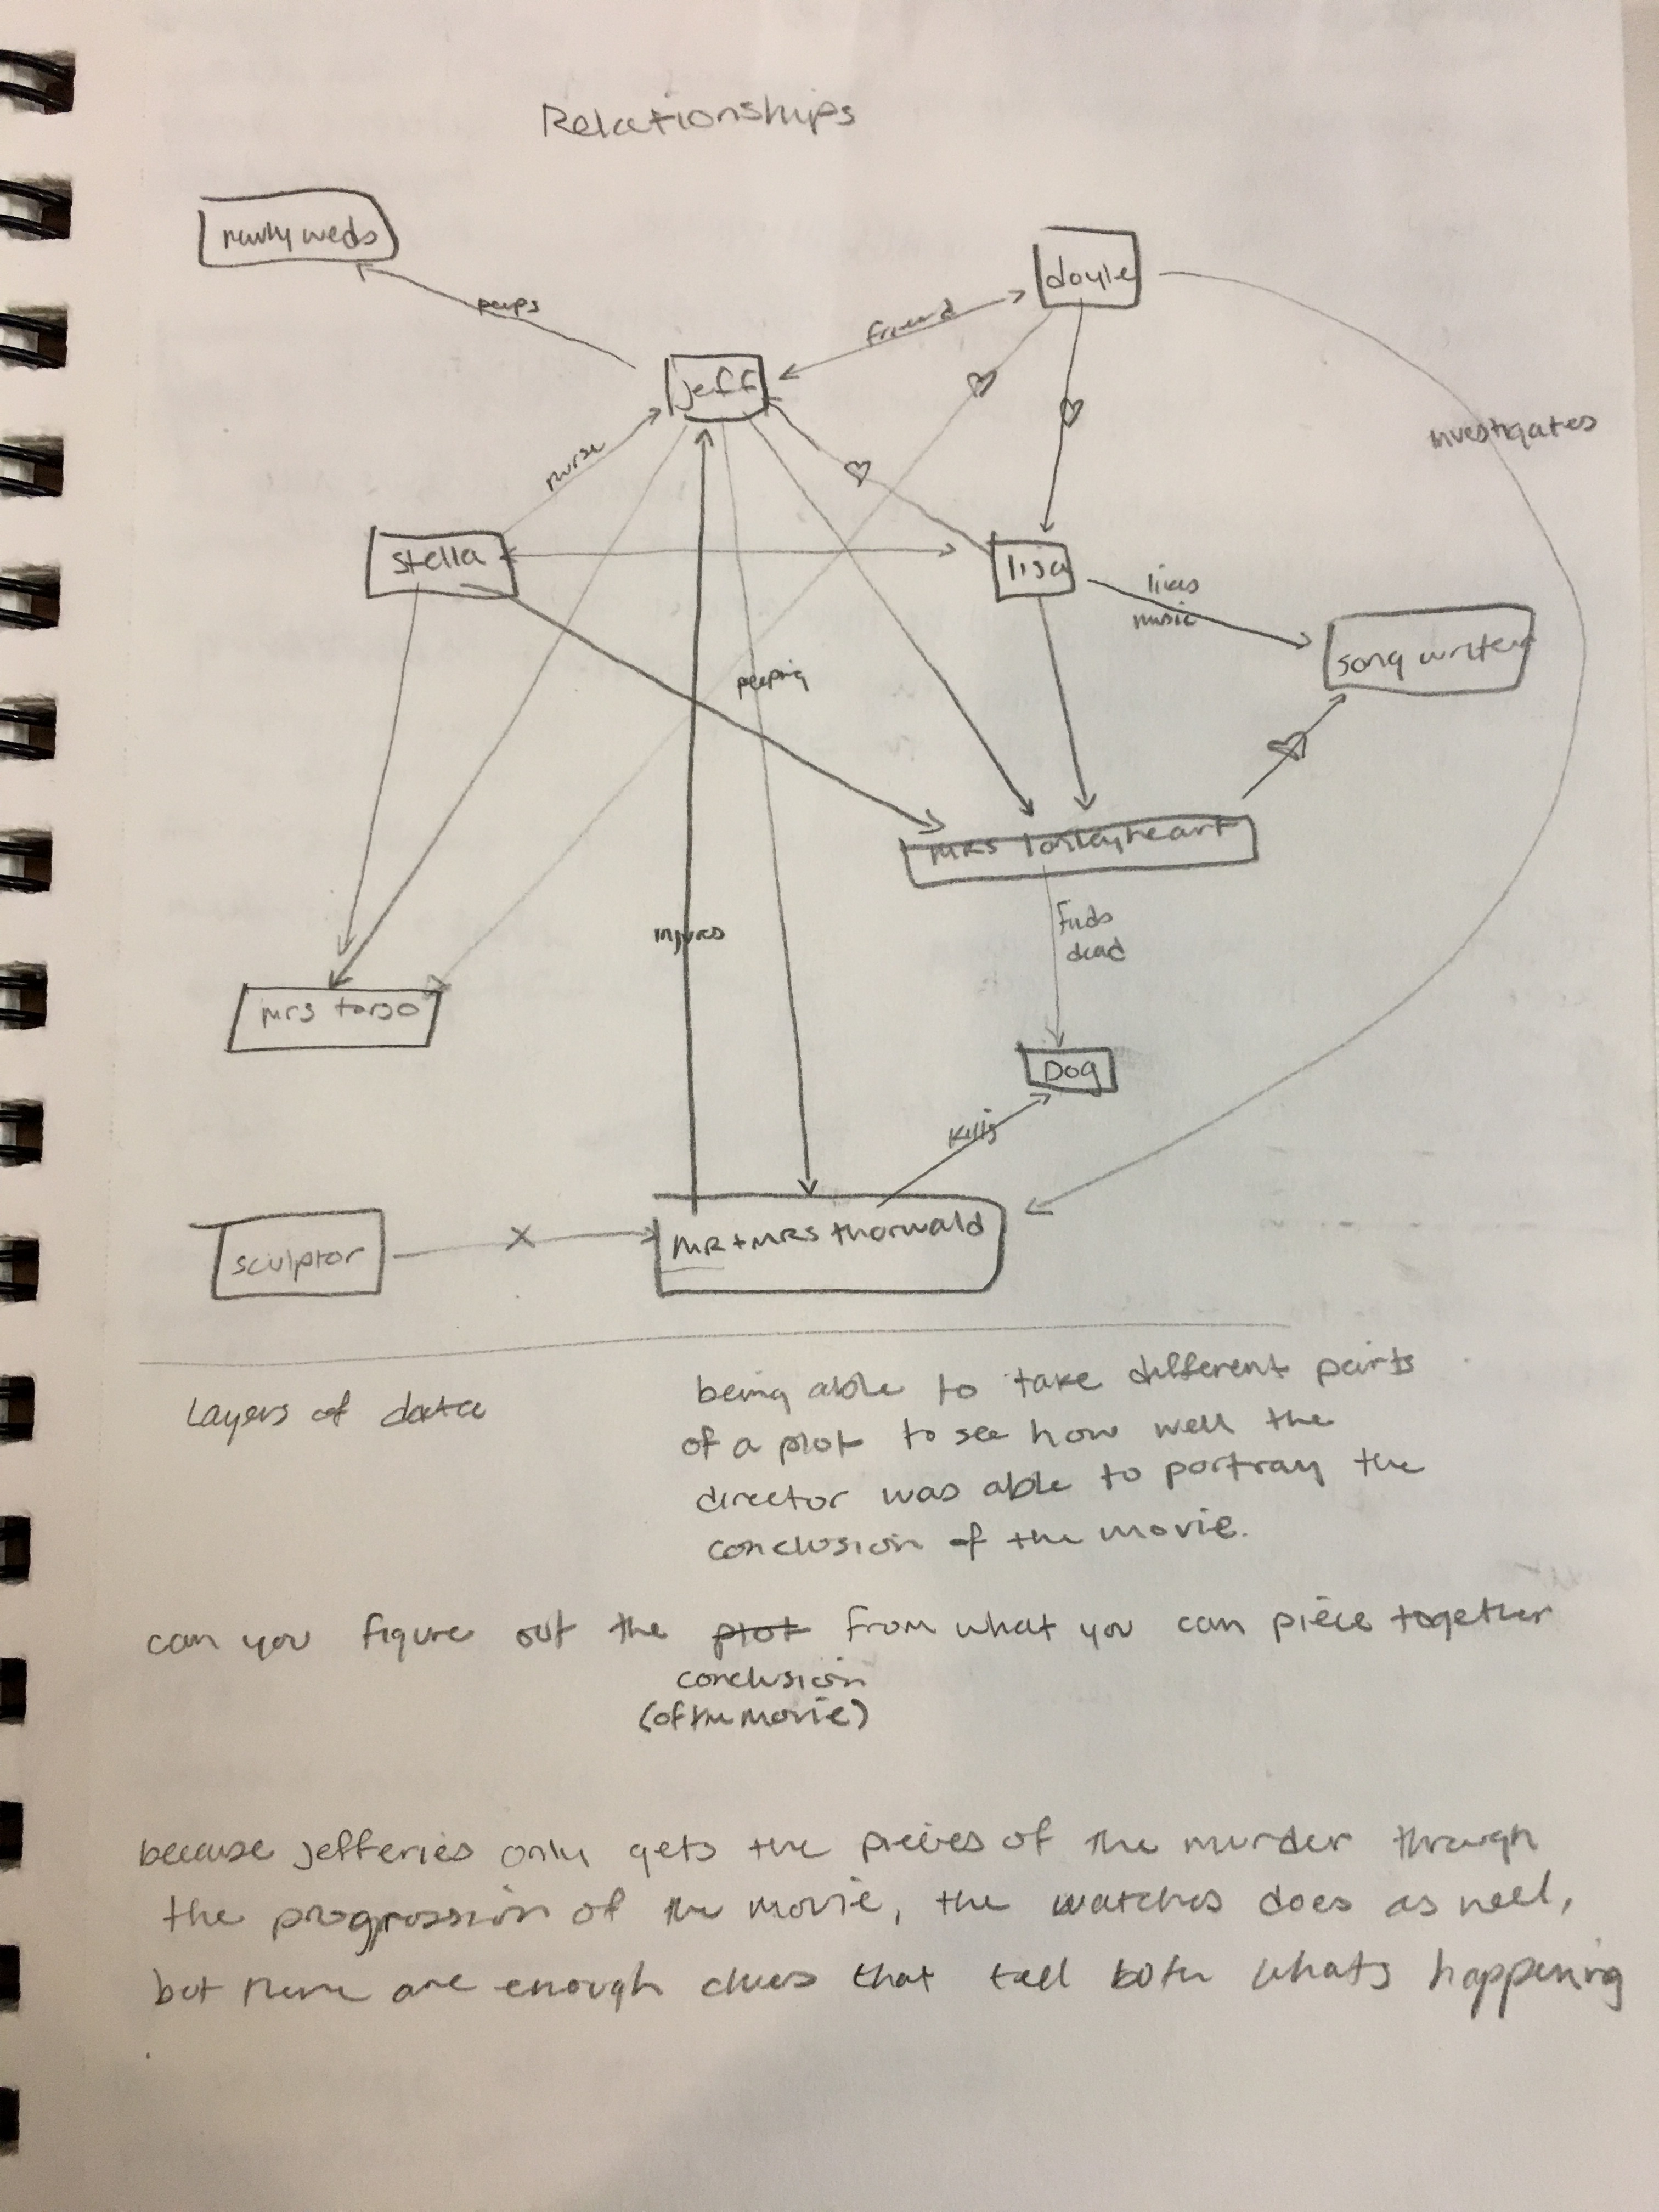 Relationships
newly weds
doyle
peeps
friend
jeff
investigates
nurse
stella
lisa
likes
music
song writer
peeping
mrs lonleyheart
injures
finds
dead
mrs torso
Dog
kills
sculptor
X
MR + MRS thorwald
Layers of data
being able to take different parts
of a plot to see how well the
director was able to portray the
conclusion of the movie.
can you figure out the plot from what you can piece together
conclusion
(of the movie)
because jefferies only gets the pieces of the murder through
the progression of the movie, the watches does as well,
but there are enough clues that tell both whats happening